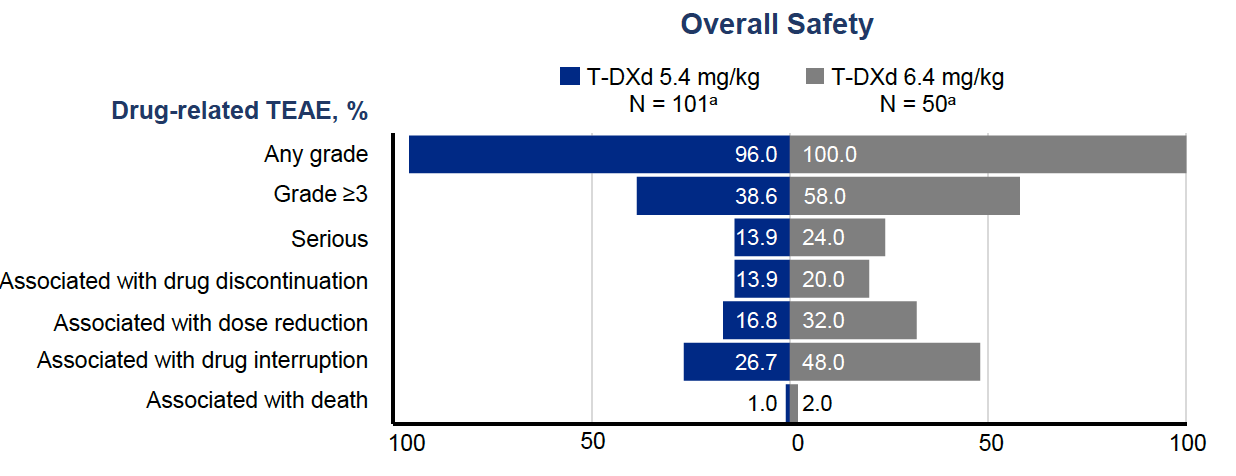 Overall Safety
T-DXd 5.4 mg/kg
N = 101ᵃ
T-DXd 6.4 mg/kg
N = 50ᵃ
Drug-related TEAE, %
Any grade 96.0 100.0
Grade ≥3 38.6 58.0
Serious 13.9 24.0
Associated with drug discontinuation 13.9 20.0
Associated with dose reduction 16.8 32.0
Associated with drug interruption 26.7 48.0
Associated with death 1.0 2.0
100 50 0 50 100